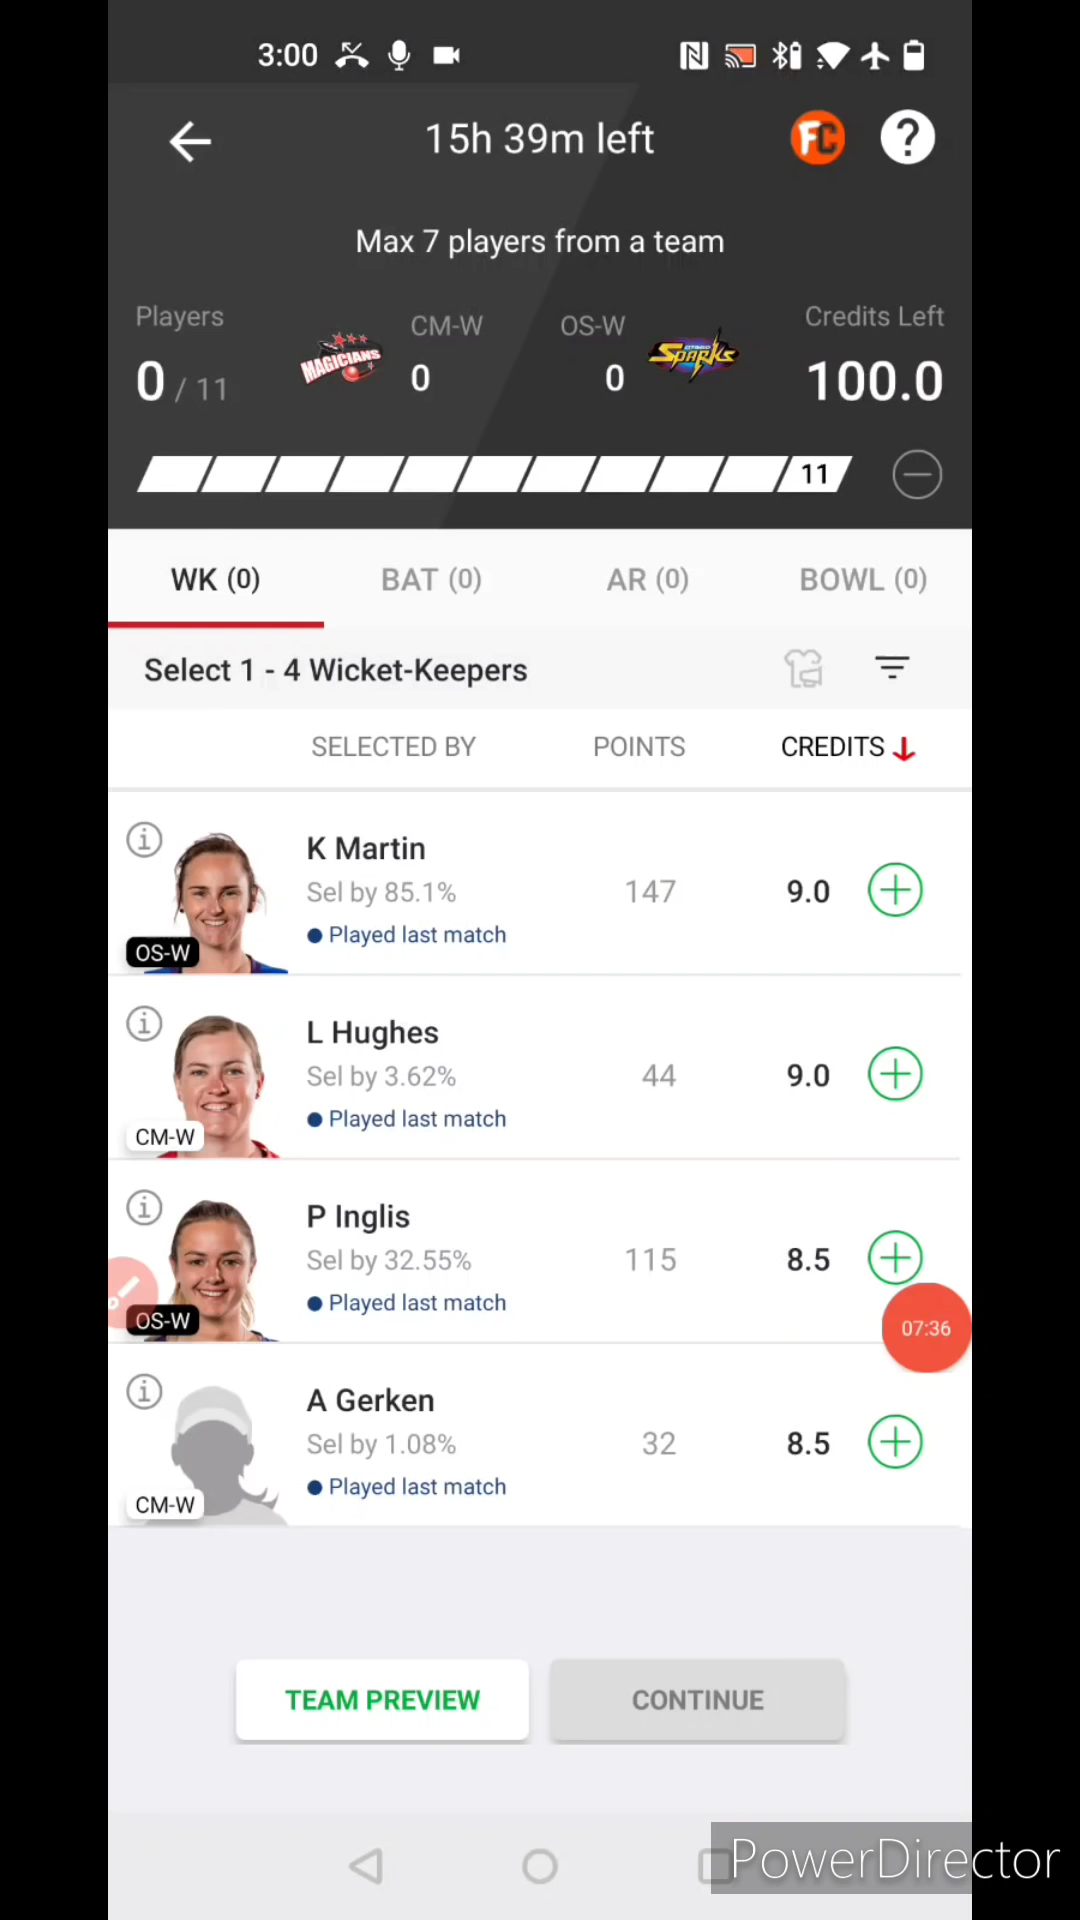 3:00
15h 39m left
FC
?
Max 7 players from a team
Players
CM-W
OS-W
Credits Left
0 / 11
MAGICIANS
0
0
OTAGO
SPARKS
100.0
11
WK (0)
BAT (0)
AR (0)
BOWL (0)
Select 1 - 4 Wicket-Keepers
SELECTED BY
POINTS
CREDITS
K Martin
Sel by 85.1%
147
9.0
Played last match
OS-W
L Hughes
Sel by 3.62%
44
9.0
Played last match
CM-W
P Inglis
Sel by 32.55%
115
8.5
Played last match
OS-W
07:36
A Gerken
Sel by 1.08%
32
8.5
Played last match
CM-W
TEAM PREVIEW
CONTINUE
PowerDirector